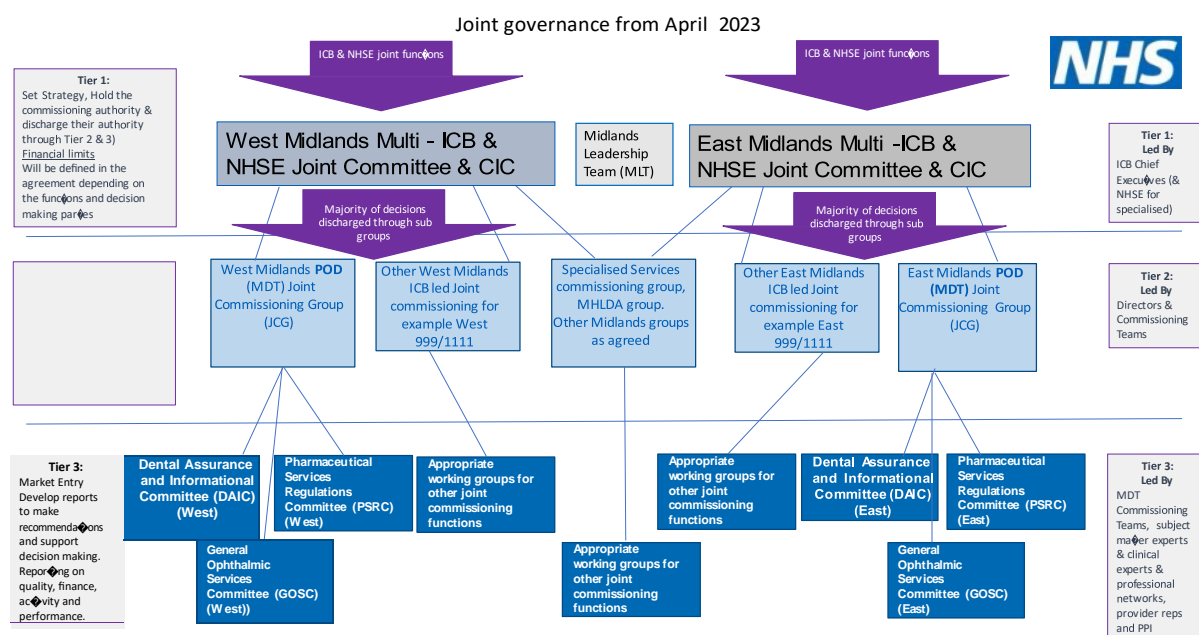 Joint governance from April 2023
ICB & NHSE joint func�ons
ICB & NHSE joint func�ons
NHS
Tier 1:
Set Strategy, Hold the
commissioning authority &
discharge their authority
through Tier 2 & 3)
Financial limits
Will be defined in the
agreement depending on
the func�ons and decision
making par�es
West Midlands Multi - ICB &
NHSE Joint Committee & CIC
Midlands
Leadership
Team (MLT)
East Midlands Multi -ICB &
NHSE Joint Committee & CIC
Tier 1:
Led By
ICB Chief
Execu�ves (&
NHSE for
specialised)
Majority of decisions
discharged through sub
groups
Majority of decisions
discharged through sub
groups
West Midlands POD
(MDT) Joint
Commissioning Group
(JCG)
Other West Midlands
ICB led Joint
commissioning for
example West
999/1111
Specialised Services
commissioning group,
MHLDA group.
Other Midlands groups
as agreed
Other East Midlands
ICB led Joint
commissioning for
example East
999/1111
East Midlands POD
(MDT) Joint
Commissioning Group
(JCG)
Tier 2:
Led By
Directors &
Commissioning
Teams
Tier 3:
Market Entry
Develop reports
to make
recommenda�ons
and support
decision making.
Repor�ng on
quality, finance,
ac�vity and
performance.
Dental Assurance
and Informational
Committee (DAIC)
(West)
Pharmaceutical
Services
Regulations
Committee (PSRC)
(West)
Appropriate
working groups for
other joint
commissioning
functions
Appropriate
working groups for
other joint
commissioning
functions
Dental Assurance
and Informational
Committee (DAIC)
(East)
Pharmaceutical
Services
Regulations
Committee (PSRC)
(East)
General
Ophthalmic
Services
Committee (GOSC)
(West))
Appropriate
working groups for
other joint
commissioning
functions
General
Ophthalmic
Services
Committee (GOSC)
(East)
Tier 3:
Led By
MDT
Commissioning
Teams, subject
ma�er experts
& clinical
experts &
professional
networks,
provider reps
and PPI